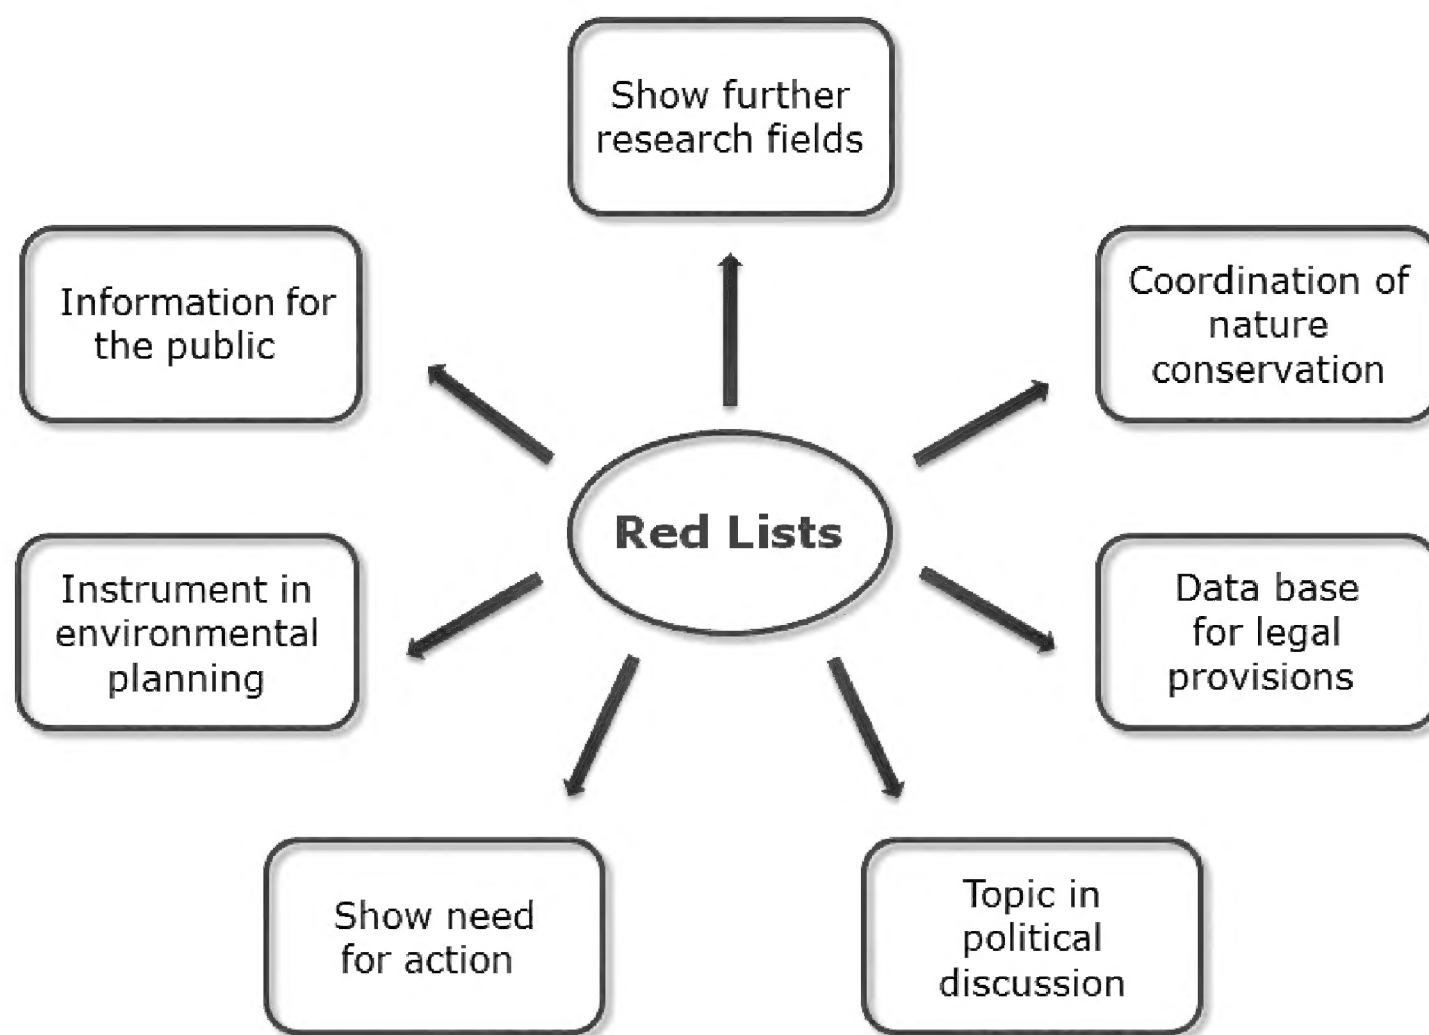 Show further
research fields
Information for
the public
Coordination of
nature
conservation
Red Lists
Instrument in
environmental
planning
Data base
for legal
provisions
Show need
for action
Topic in
political
discussion